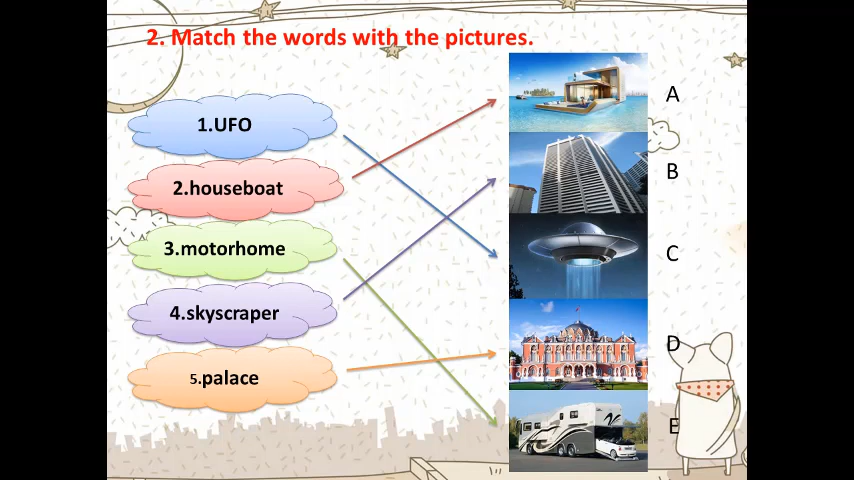 2. Match the words with the pictures.
1.UFO
2.houseboat
3.motorhome
4.skyscraper
5.palace
A
B
C
D
E